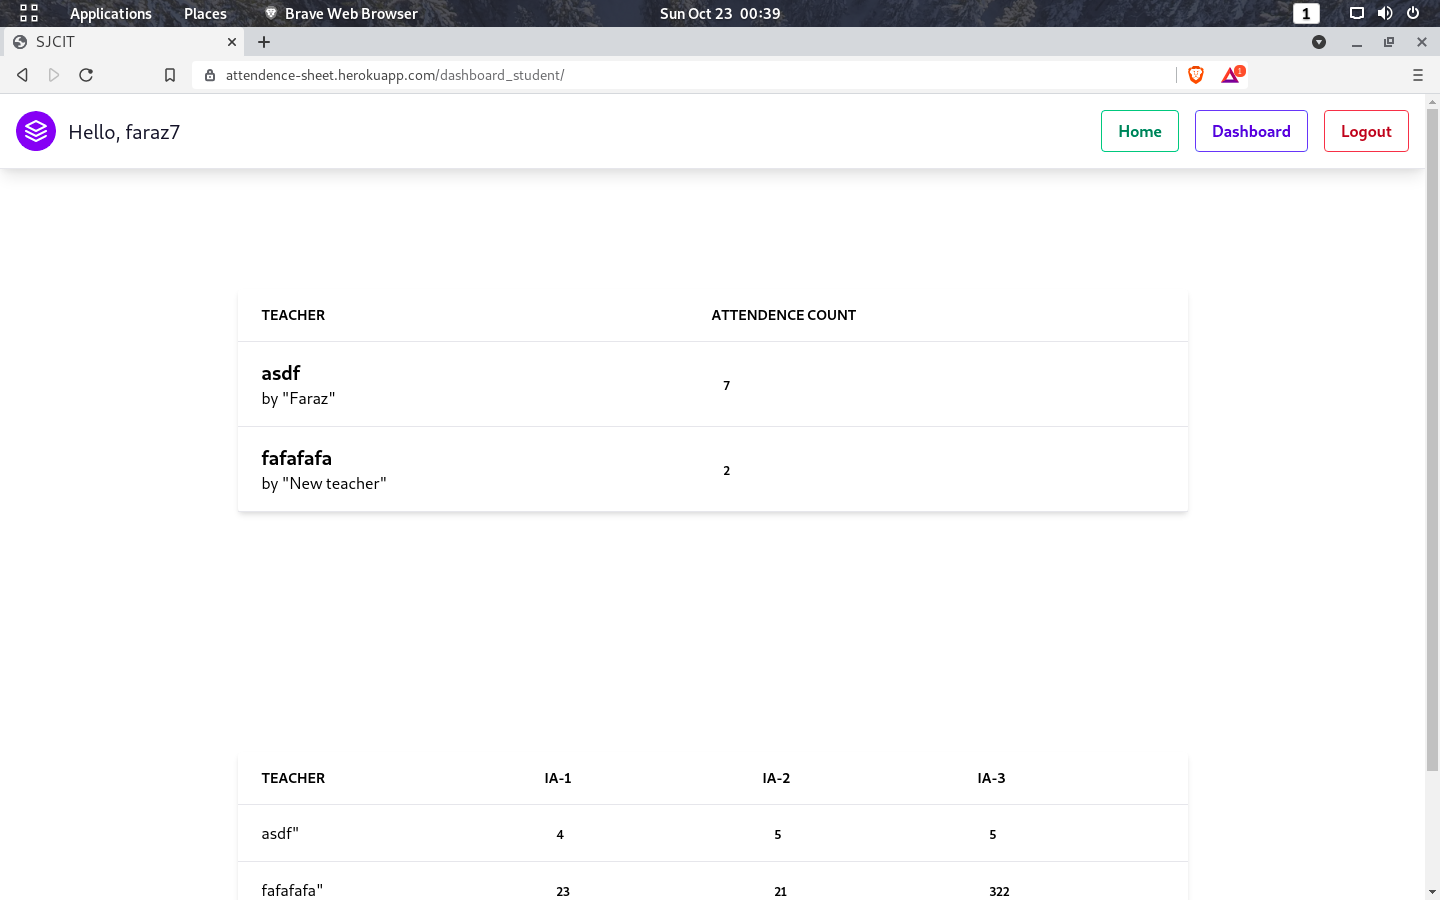 Applications Places Brave Web Browser Sun Oct 23 00:39 1
SJCIT
attendence-sheet.herokuapp.com/dashboard_student/ 1
Hello, faraz7 Home Dashboard Logout
TEACHER ATTENDENCE COUNT
asdf
by "Faraz" 7
fafafafa
by "New teacher" 2
TEACHER IA-1 IA-2 IA-3
asdf" 4 5 5
fafafafa" 23 21 322